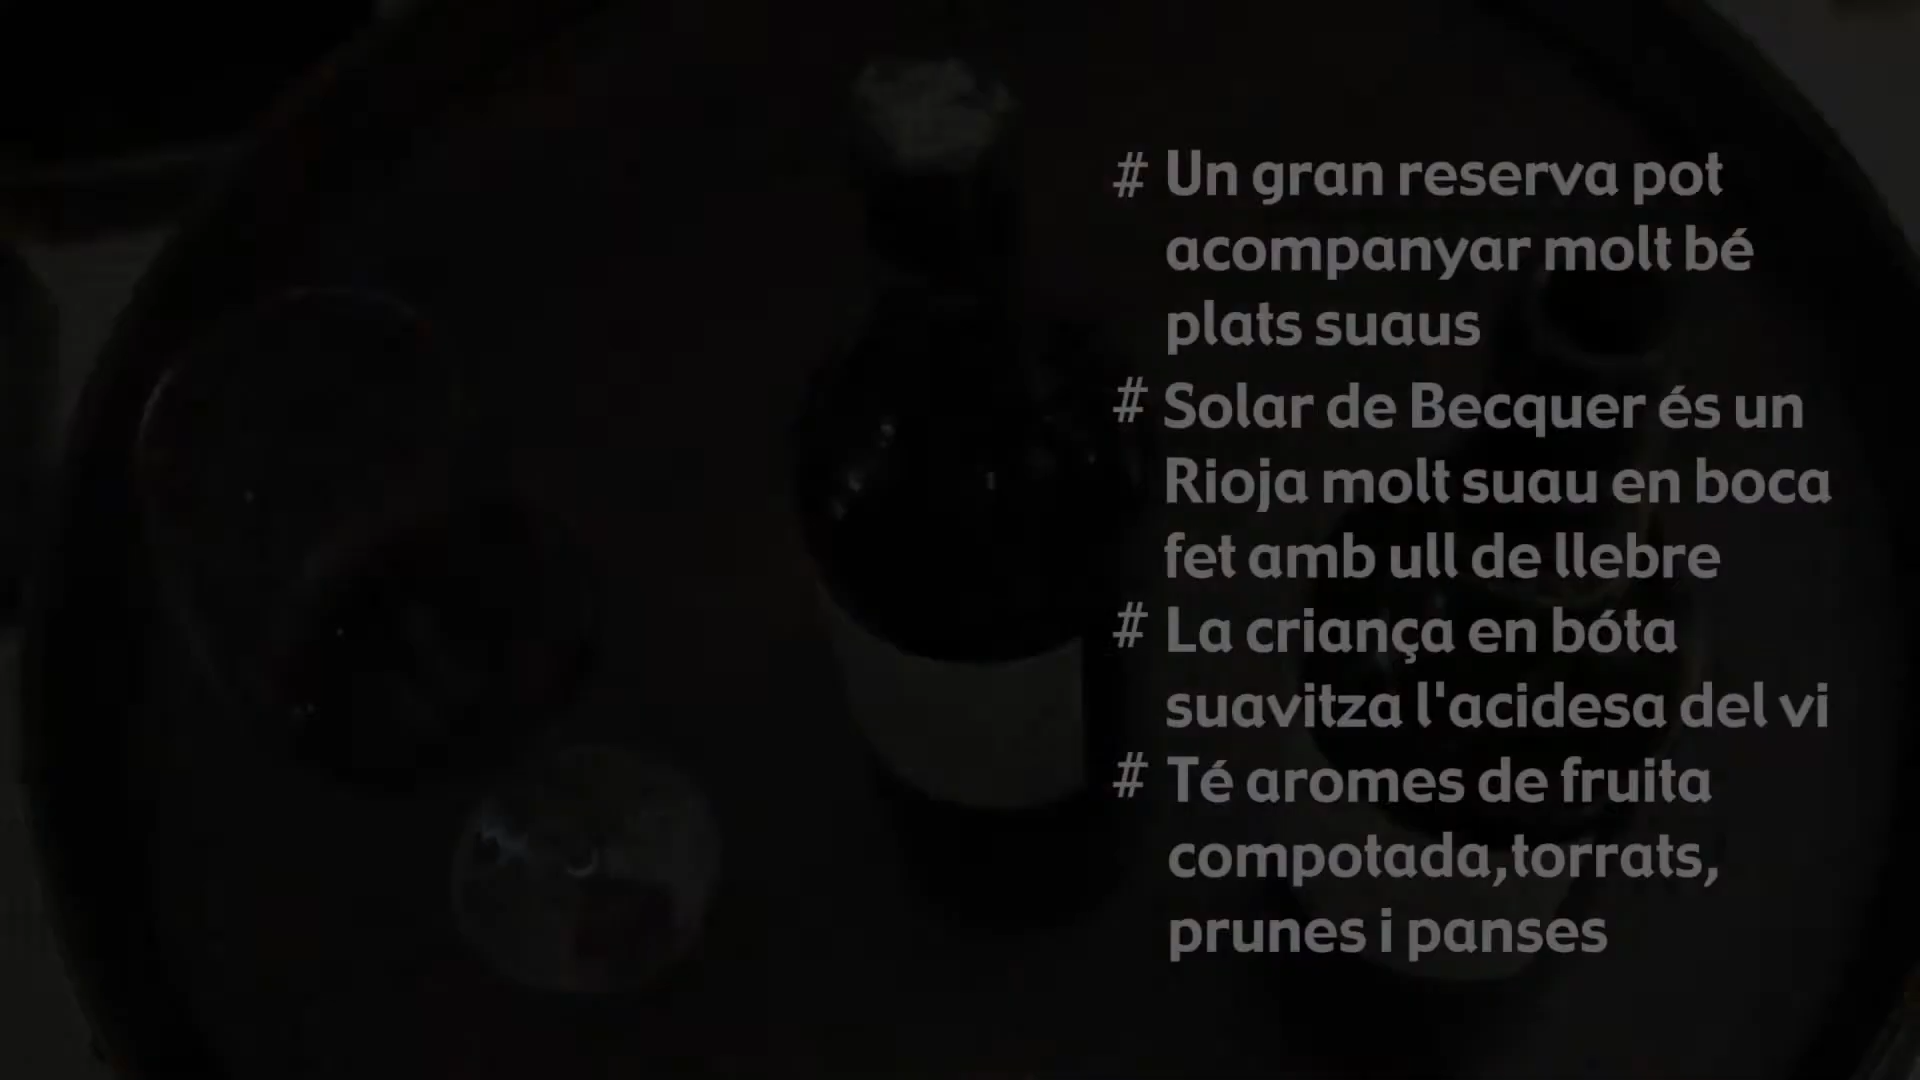 # Un gran reserva pot
acompanyar molt bé
plats suaus
# Solar de Becquer és un
Rioja molt suau en boca
fet amb ull de llebre
# La criança en bóta
suavitza l'acidesa del vi
# Té aromes de fruita
compotada,torrats,
prunes i panses